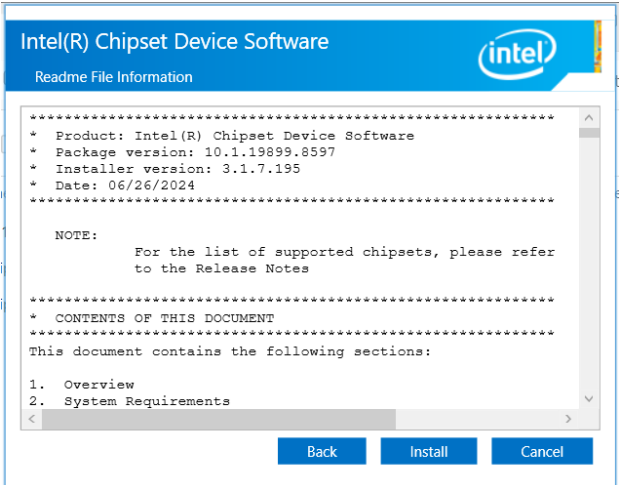 Intel(R) Chipset Device Software
Readme File Information
intel
************************************************************
*  Product: Intel(R) Chipset Device Software
*  Package version: 10.1.19899.8597
*  Installer version: 3.1.7.195
*  Date: 06/26/2024
************************************************************
NOTE:
For the list of supported chipsets, please refer
to the Release Notes
************************************************************
*  CONTENTS OF THIS DOCUMENT
************************************************************
This document contains the following sections:
1.  Overview
2.  System Requirements
Back Install Cancel